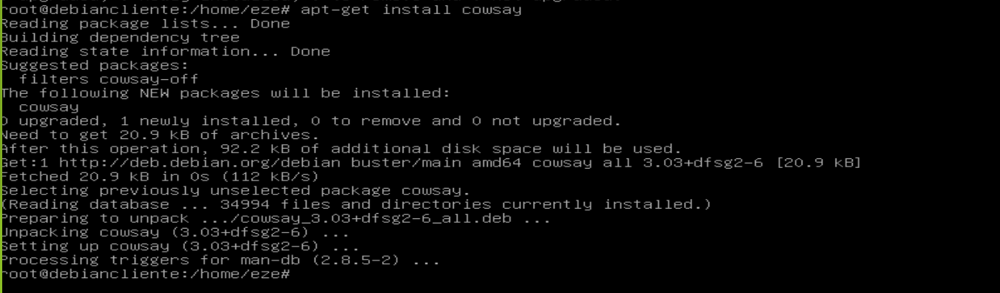 root@debiancliente:/home/eze# apt-get install cowsay
Reading package lists... Done
Building dependency tree
Reading state information... Done
Suggested packages:
  filters cowsay-off
The following NEW packages will be installed:
  cowsay
0 upgraded, 1 newly installed, 0 to remove and 0 not upgraded.
Need to get 20.9 kB of archives.
After this operation, 92.2 kB of additional disk space will be used.
Get:1 http://deb.debian.org/debian buster/main amd64 cowsay all 3.03+dfsg2-6 [20.9 kB]
Fetched 20.9 kB in 0s (112 kB/s)
Selecting previously unselected package cowsay.
(Reading database ... 34994 files and directories currently installed.)
Preparing to unpack .../cowsay_3.03+dfsg2-6_all.deb ...
Unpacking cowsay (3.03+dfsg2-6) ...
Setting up cowsay (3.03+dfsg2-6) ...
Processing triggers for man-db (2.8.5-2) ...
root@debiancliente:/home/eze#